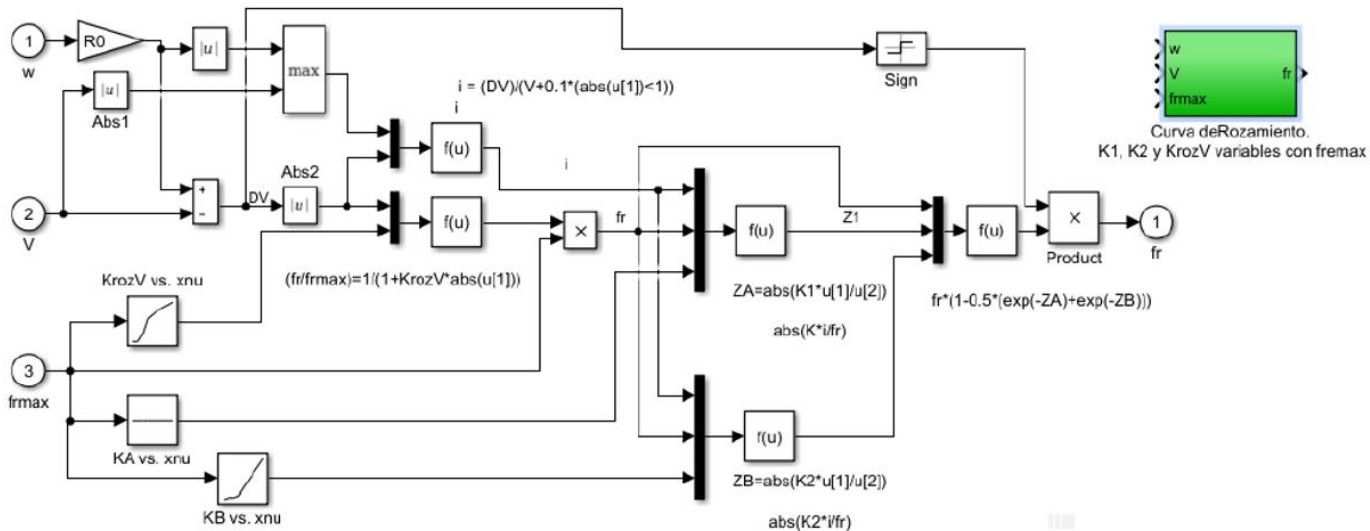 1
w
R0
|u|
max
|u|
Abs1
i = (DV)/(V+0.1*(abs(u[1])<1))
i
f(u)
Sign
w
V
frmax
fr
Curva deRozamiento.
K1, K2 y KrozV variables con fremax
2
V
+
-
DV
Abs2
|u|
f(u)
×
fr
i
(fr/frmax)=1/(1+KrozV*abs(u[1]))
f(u)
Z1
f(u)
×
Product
1
fr
KrozV vs. xnu
ZA=abs(K1*u[1]/u[2])
abs(K*i/fr)
fr*(1-0.5*(exp(-ZA)+exp(-ZB)))
3
frmax
KA vs. xnu
f(u)
KB vs. xnu
ZB=abs(K2*u[1]/u[2])
abs(K2*i/fr)